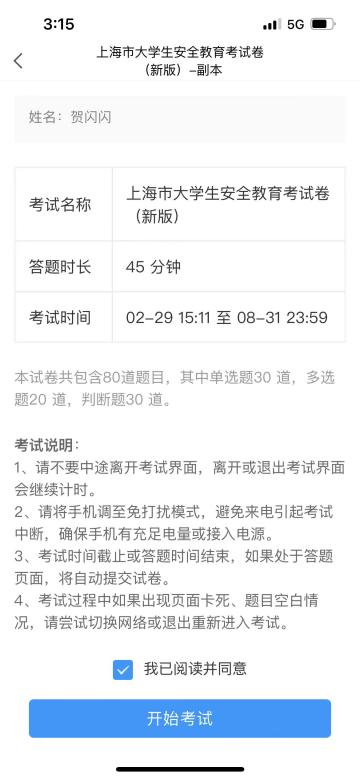 3:15
5G
上海市大学生安全教育考试卷
（新版）-副本
姓名：贺闪闪
考试名称
上海市大学生安全教育考试卷
（新版）
答题时长
45 分钟
考试时间
02-29 15:11 至 08-31 23:59
本试卷共包含80道题目，其中单选题30 道，多选
题20 道，判断题30 道。
考试说明：
1、请不要中途离开考试界面，离开或退出考试界面
会继续计时。
2、请将手机调至免打扰模式，避免来电引起考试
中断，确保手机有充足电量或接入电源。
3、考试时间截止或答题时间结束，如果处于答题
页面，将自动提交试卷。
4、考试过程中如果出现页面卡死、题目空白情
况，请尝试切换网络或退出重新进入考试。
我已阅读并同意
开始考试